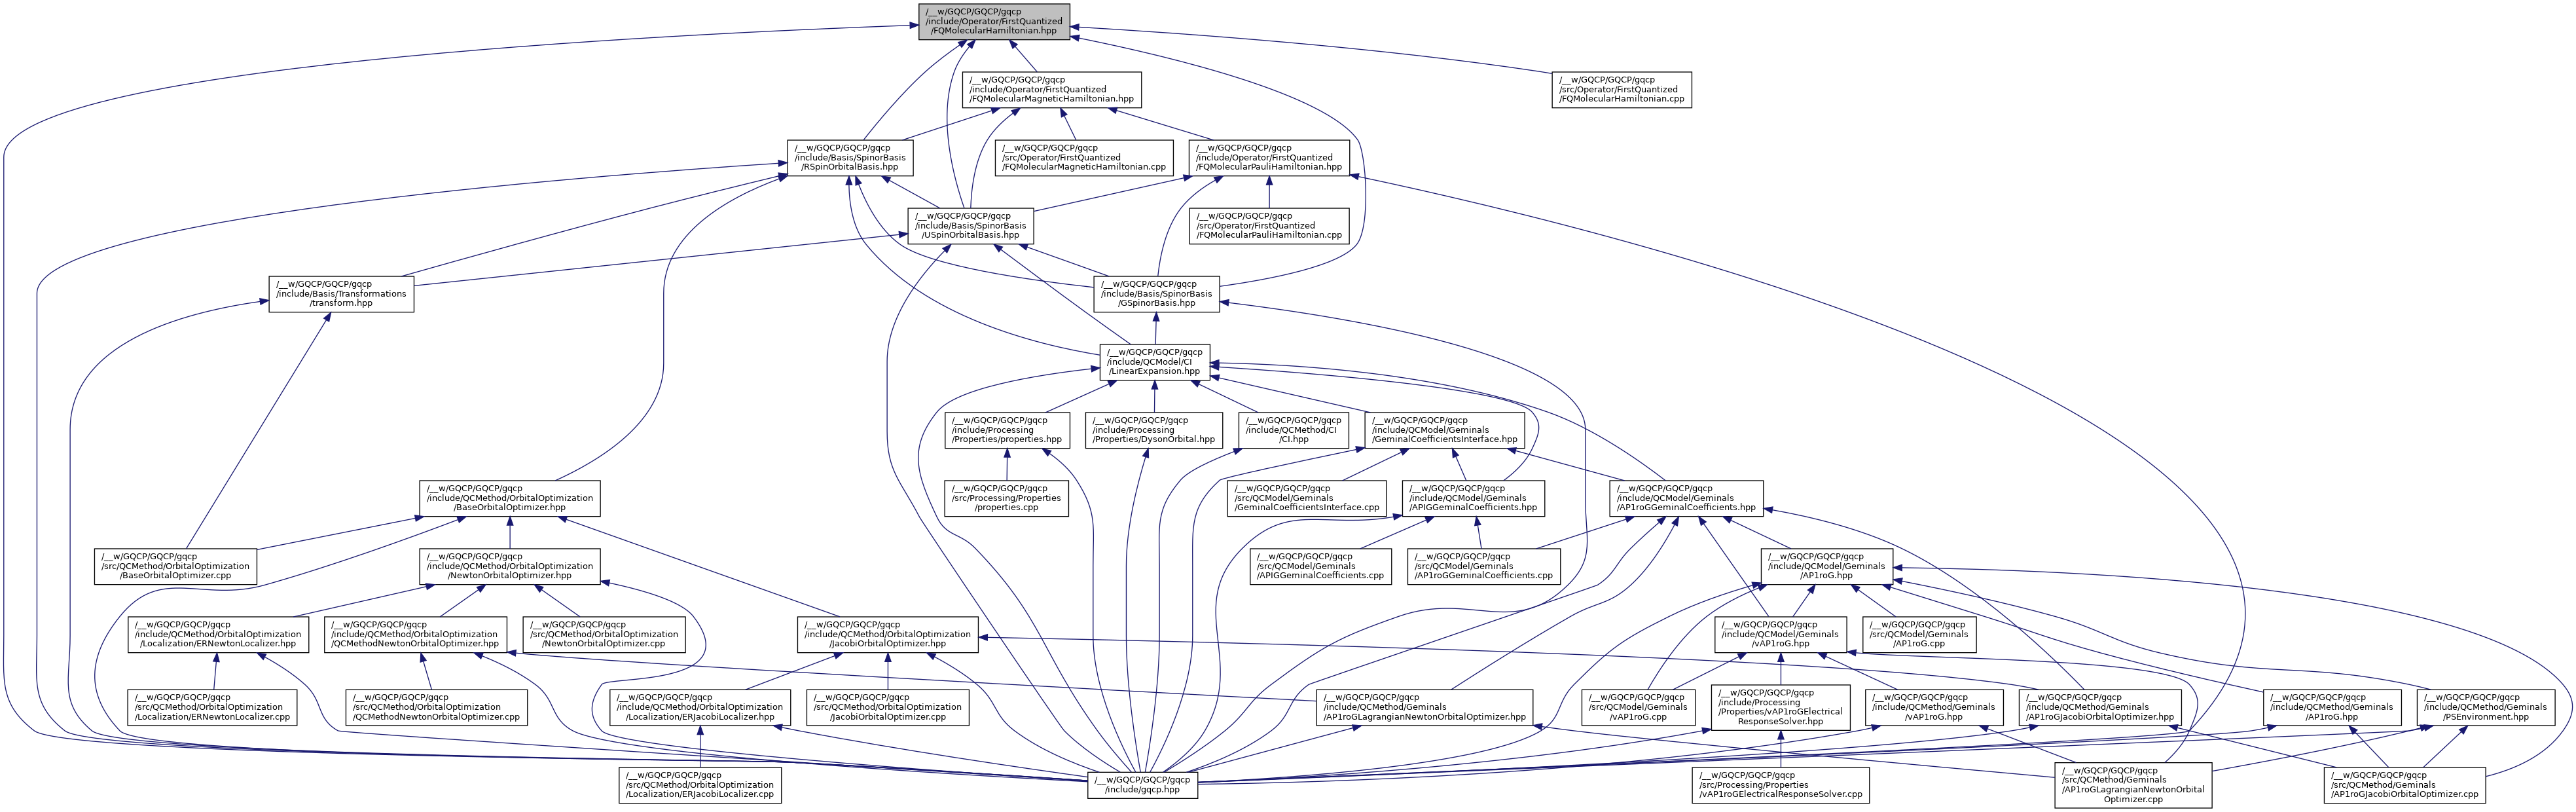 /__w/GQCP/GQCP/gqcp
/include/Operator/FirstQuantized
/FQMolecularHamiltonian.hpp
/__w/GQCP/GQCP/gqcp
/include/Operator/FirstQuantized
/FQMolecularMagneticHamiltonian.hpp
/__w/GQCP/GQCP/gqcp
/src/Operator/FirstQuantized
/FQMolecularHamiltonian.cpp
/__w/GQCP/GQCP/gqcp
/include/Basis/SpinorBasis
/RSpinOrbitalBasis.hpp
/__w/GQCP/GQCP/gqcp
/src/Operator/FirstQuantized
/FQMolecularMagneticHamiltonian.cpp
/__w/GQCP/GQCP/gqcp
/include/Operator/FirstQuantized
/FQMolecularPauliHamiltonian.hpp
/__w/GQCP/GQCP/gqcp
/include/Basis/SpinorBasis
/USpinOrbitalBasis.hpp
/__w/GQCP/GQCP/gqcp
/src/Operator/FirstQuantized
/FQMolecularPauliHamiltonian.cpp
/__w/GQCP/GQCP/gqcp
/include/Basis/Transformations
/transform.hpp
/__w/GQCP/GQCP/gqcp
/include/Basis/SpinorBasis
/GSpinorBasis.hpp
/__w/GQCP/GQCP/gqcp
/include/QCModel/CI
/LinearExpansion.hpp
/__w/GQCP/GQCP/gqcp
/include/Processing
/Properties/properties.hpp
/__w/GQCP/GQCP/gqcp
/include/Processing
/Properties/DysonOrbital.hpp
/__w/GQCP/GQCP/gqcp
/include/QCMethod/CI
/CI.hpp
/__w/GQCP/GQCP/gqcp
/include/QCModel/Geminals
/GeminalCoefficientsInterface.hpp
/__w/GQCP/GQCP/gqcp
/include/QCMethod/OrbitalOptimization
/BaseOrbitalOptimizer.hpp
/__w/GQCP/GQCP/gqcp
/src/Processing/Properties
/properties.cpp
/__w/GQCP/GQCP/gqcp
/src/QCModel/Geminals
/GeminalCoefficientsInterface.cpp
/__w/GQCP/GQCP/gqcp
/include/QCModel/Geminals
/APIGGeminalCoefficients.hpp
/__w/GQCP/GQCP/gqcp
/include/QCModel/Geminals
/AP1roGGeminalCoefficients.hpp
/__w/GQCP/GQCP/gqcp
/src/QCMethod/OrbitalOptimization
/BaseOrbitalOptimizer.cpp
/__w/GQCP/GQCP/gqcp
/include/QCMethod/OrbitalOptimization
/NewtonOrbitalOptimizer.hpp
/__w/GQCP/GQCP/gqcp
/src/QCModel/Geminals
/APIGGeminalCoefficients.cpp
/__w/GQCP/GQCP/gqcp
/src/QCModel/Geminals
/AP1roGGeminalCoefficients.cpp
/__w/GQCP/GQCP/gqcp
/include/QCModel/Geminals
/AP1roG.hpp
/__w/GQCP/GQCP/gqcp
/include/QCMethod/OrbitalOptimization
/Localization/ERNewtonLocalizer.hpp
/__w/GQCP/GQCP/gqcp
/include/QCMethod/OrbitalOptimization
/QCMethodNewtonOrbitalOptimizer.hpp
/__w/GQCP/GQCP/gqcp
/src/QCMethod/OrbitalOptimization
/NewtonOrbitalOptimizer.cpp
/__w/GQCP/GQCP/gqcp
/include/QCMethod/OrbitalOptimization
/JacobiOrbitalOptimizer.hpp
/__w/GQCP/GQCP/gqcp
/include/QCModel/Geminals
/vAP1roG.hpp
/__w/GQCP/GQCP/gqcp
/src/QCModel/Geminals
/AP1roG.cpp
/__w/GQCP/GQCP/gqcp
/src/QCMethod/OrbitalOptimization
/Localization/ERNewtonLocalizer.cpp
/__w/GQCP/GQCP/gqcp
/src/QCMethod/OrbitalOptimization
/QCMethodNewtonOrbitalOptimizer.cpp
/__w/GQCP/GQCP/gqcp
/include/QCMethod/OrbitalOptimization
/Localization/ERJacobiLocalizer.hpp
/__w/GQCP/GQCP/gqcp
/src/QCMethod/OrbitalOptimization
/JacobiOrbitalOptimizer.cpp
/__w/GQCP/GQCP/gqcp
/include/QCMethod/Geminals
/AP1roGLagrangianNewtonOrbitalOptimizer.hpp
/__w/GQCP/GQCP/gqcp
/src/QCModel/Geminals
/vAP1roG.cpp
/__w/GQCP/GQCP/gqcp
/include/Processing
/Properties/vAP1roGElectrical
ResponseSolver.hpp
/__w/GQCP/GQCP/gqcp
/include/QCMethod/Geminals
/vAP1roG.hpp
/__w/GQCP/GQCP/gqcp
/include/QCMethod/Geminals
/AP1roGJacobiOrbitalOptimizer.hpp
/__w/GQCP/GQCP/gqcp
/include/QCMethod/Geminals
/AP1roG.hpp
/__w/GQCP/GQCP/gqcp
/include/QCMethod/Geminals
/PSEnvironment.hpp
/__w/GQCP/GQCP/gqcp
/src/QCMethod/OrbitalOptimization
/Localization/ERJacobiLocalizer.cpp
/__w/GQCP/GQCP/gqcp
/include/gqcp.hpp
/__w/GQCP/GQCP/gqcp
/src/Processing/Properties
/vAP1roGElectricalResponseSolver.cpp
/__w/GQCP/GQCP/gqcp
/src/QCMethod/Geminals
/AP1roGLagrangianNewtonOrbital
Optimizer.cpp
/__w/GQCP/GQCP/gqcp
/src/QCMethod/Geminals
/AP1roGJacobiOrbitalOptimizer.cpp